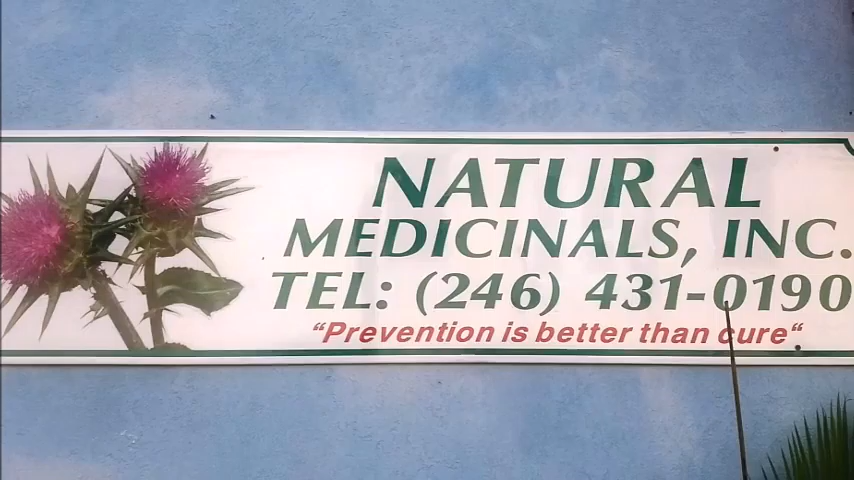 NATURAL
MEDICINALS, INC.
TEL: (246) 431-0190
“Prevention is better than cure“